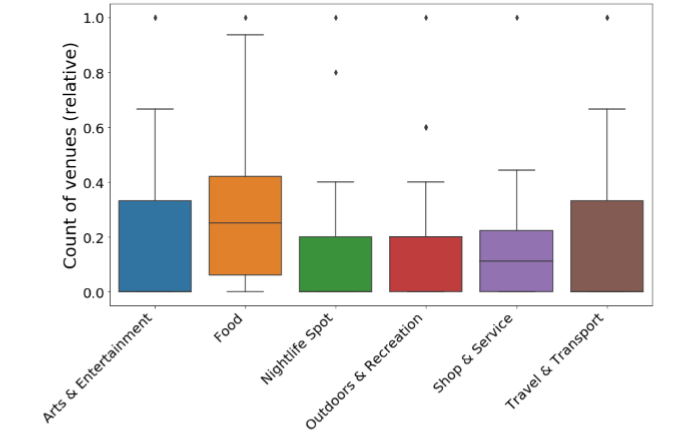 Count of venues (relative)
1.0
0.8
0.6
0.4
0.2
0.0
Arts & Entertainment
Food
Nightlife Spot
Outdoors & Recreation
Shop & Service
Travel & Transport